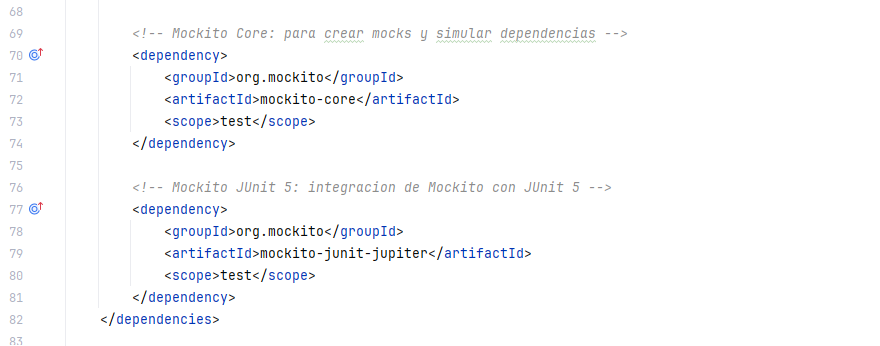 68
69 <!-- Mockito Core: para crear mocks y simular dependencias -->
70 <dependency>
71 <groupId>org.mockito</groupId>
72 <artifactId>mockito-core</artifactId>
73 <scope>test</scope>
74 </dependency>
75
76 <!-- Mockito JUnit 5: integracion de Mockito con JUnit 5 -->
77 <dependency>
78 <groupId>org.mockito</groupId>
79 <artifactId>mockito-junit-jupiter</artifactId>
80 <scope>test</scope>
81 </dependency>
82 </dependencies>
83